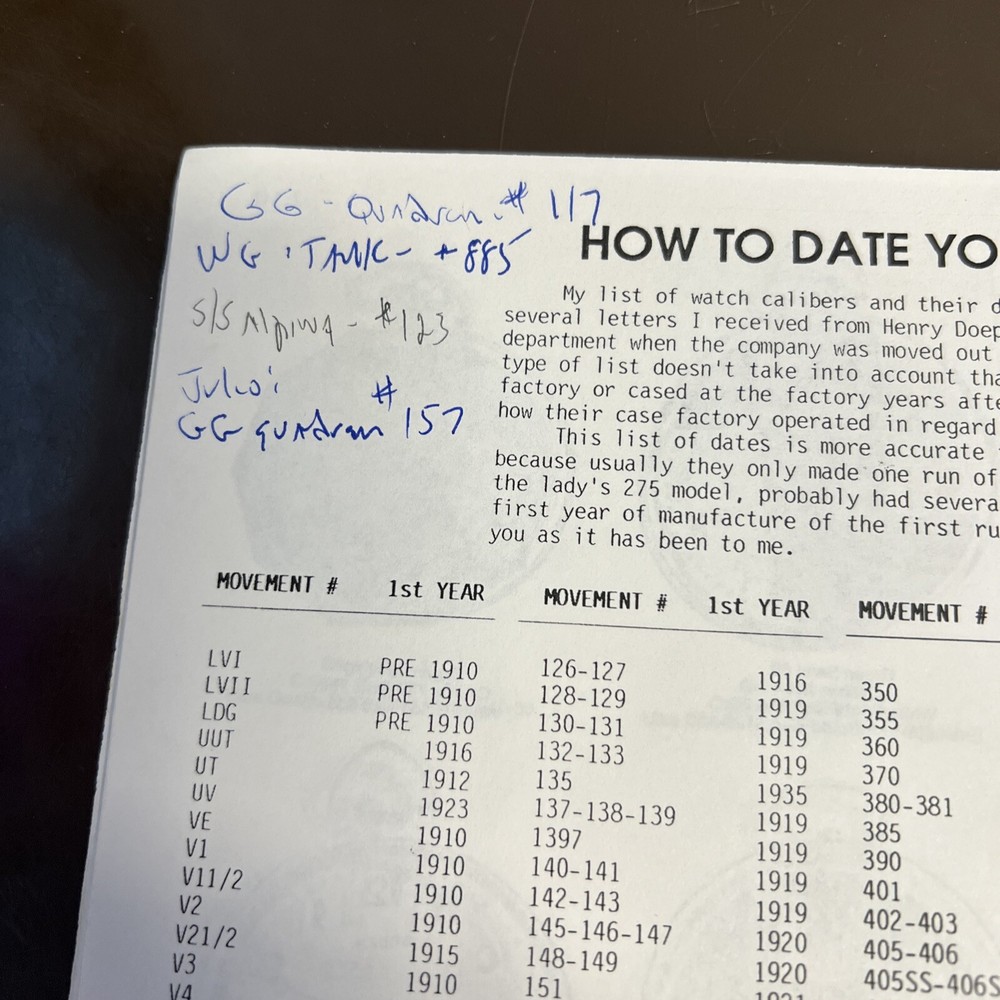 GG - Quadron. # 117
WG . TANK - # 885
S/S Alpina - # 123
Jules:
GG quadron # 157
HOW TO DATE YO
My list of watch calibers and their d
several letters I received from Henry Doep
department when the company was moved out
type of list doesn't take into account tha
factory or cased at the factory years afte
how their case factory operated in regard
This list of dates is more accurate
because usually they only made one run of
the lady's 275 model, probably had severa
first year of manufacture of the first ru
you as it has been to me.
MOVEMENT # 1st YEAR MOVEMENT # 1st YEAR MOVEMENT #
LVI PRE 1910 126-127 1916 350
LVII PRE 1910 128-129 1919 355
LDG PRE 1910 130-131 1919 360
UUT 1916 132-133 1919 370
UT 1912 135 1935 380-381
UV 1923 137-138-139 1919 385
VE 1910 1397 1919 390
V1 1910 140-141 1919 401
V11/2 1910 142-143 1919 402-403
V2 1910 145-146-147 1920 405-406
V21/2 1915 148-149 1920 405SS-406S
V3 1910 151 1921
V4